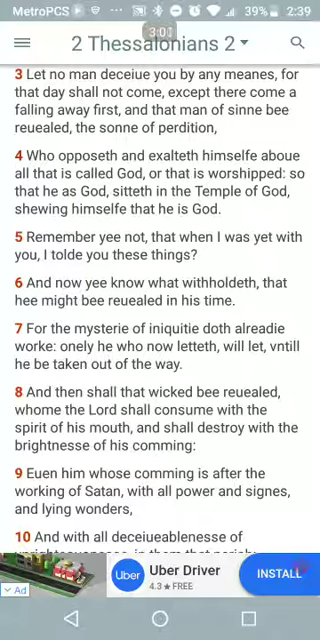 MetroPCS 39% 2:39
3:01
2 Thessalonians 2
3 Let no man deceiue you by any meanes, for
that day shall not come, except there come a
falling away first, and that man of sinne bee
reuealed, the sonne of perdition,
4 Who opposeth and exalteth himselfe aboue
all that is called God, or that is worshipped: so
that he as God, sitteth in the Temple of God,
shewing himselfe that he is God.
5 Remember yee not, that when I was yet with
you, I tolde you these things?
6 And now yee know what withholdeth, that
hee might bee reuealed in his time.
7 For the mysterie of iniquitie doth alreadie
worke: onely he who now letteth, will let, vntill
he be taken out of the way.
8 And then shall that wicked bee reuealed,
whome the Lord shall consume with the
spirit of his mouth, and shall destroy with the
brightnesse of his comming:
9 Euen him whose comming is after the
working of Satan, with all power and signes,
and lying wonders,
10 And with all deceiueablenesse of
Uber Uber Driver INSTALL
4.3★ FREE
Ad